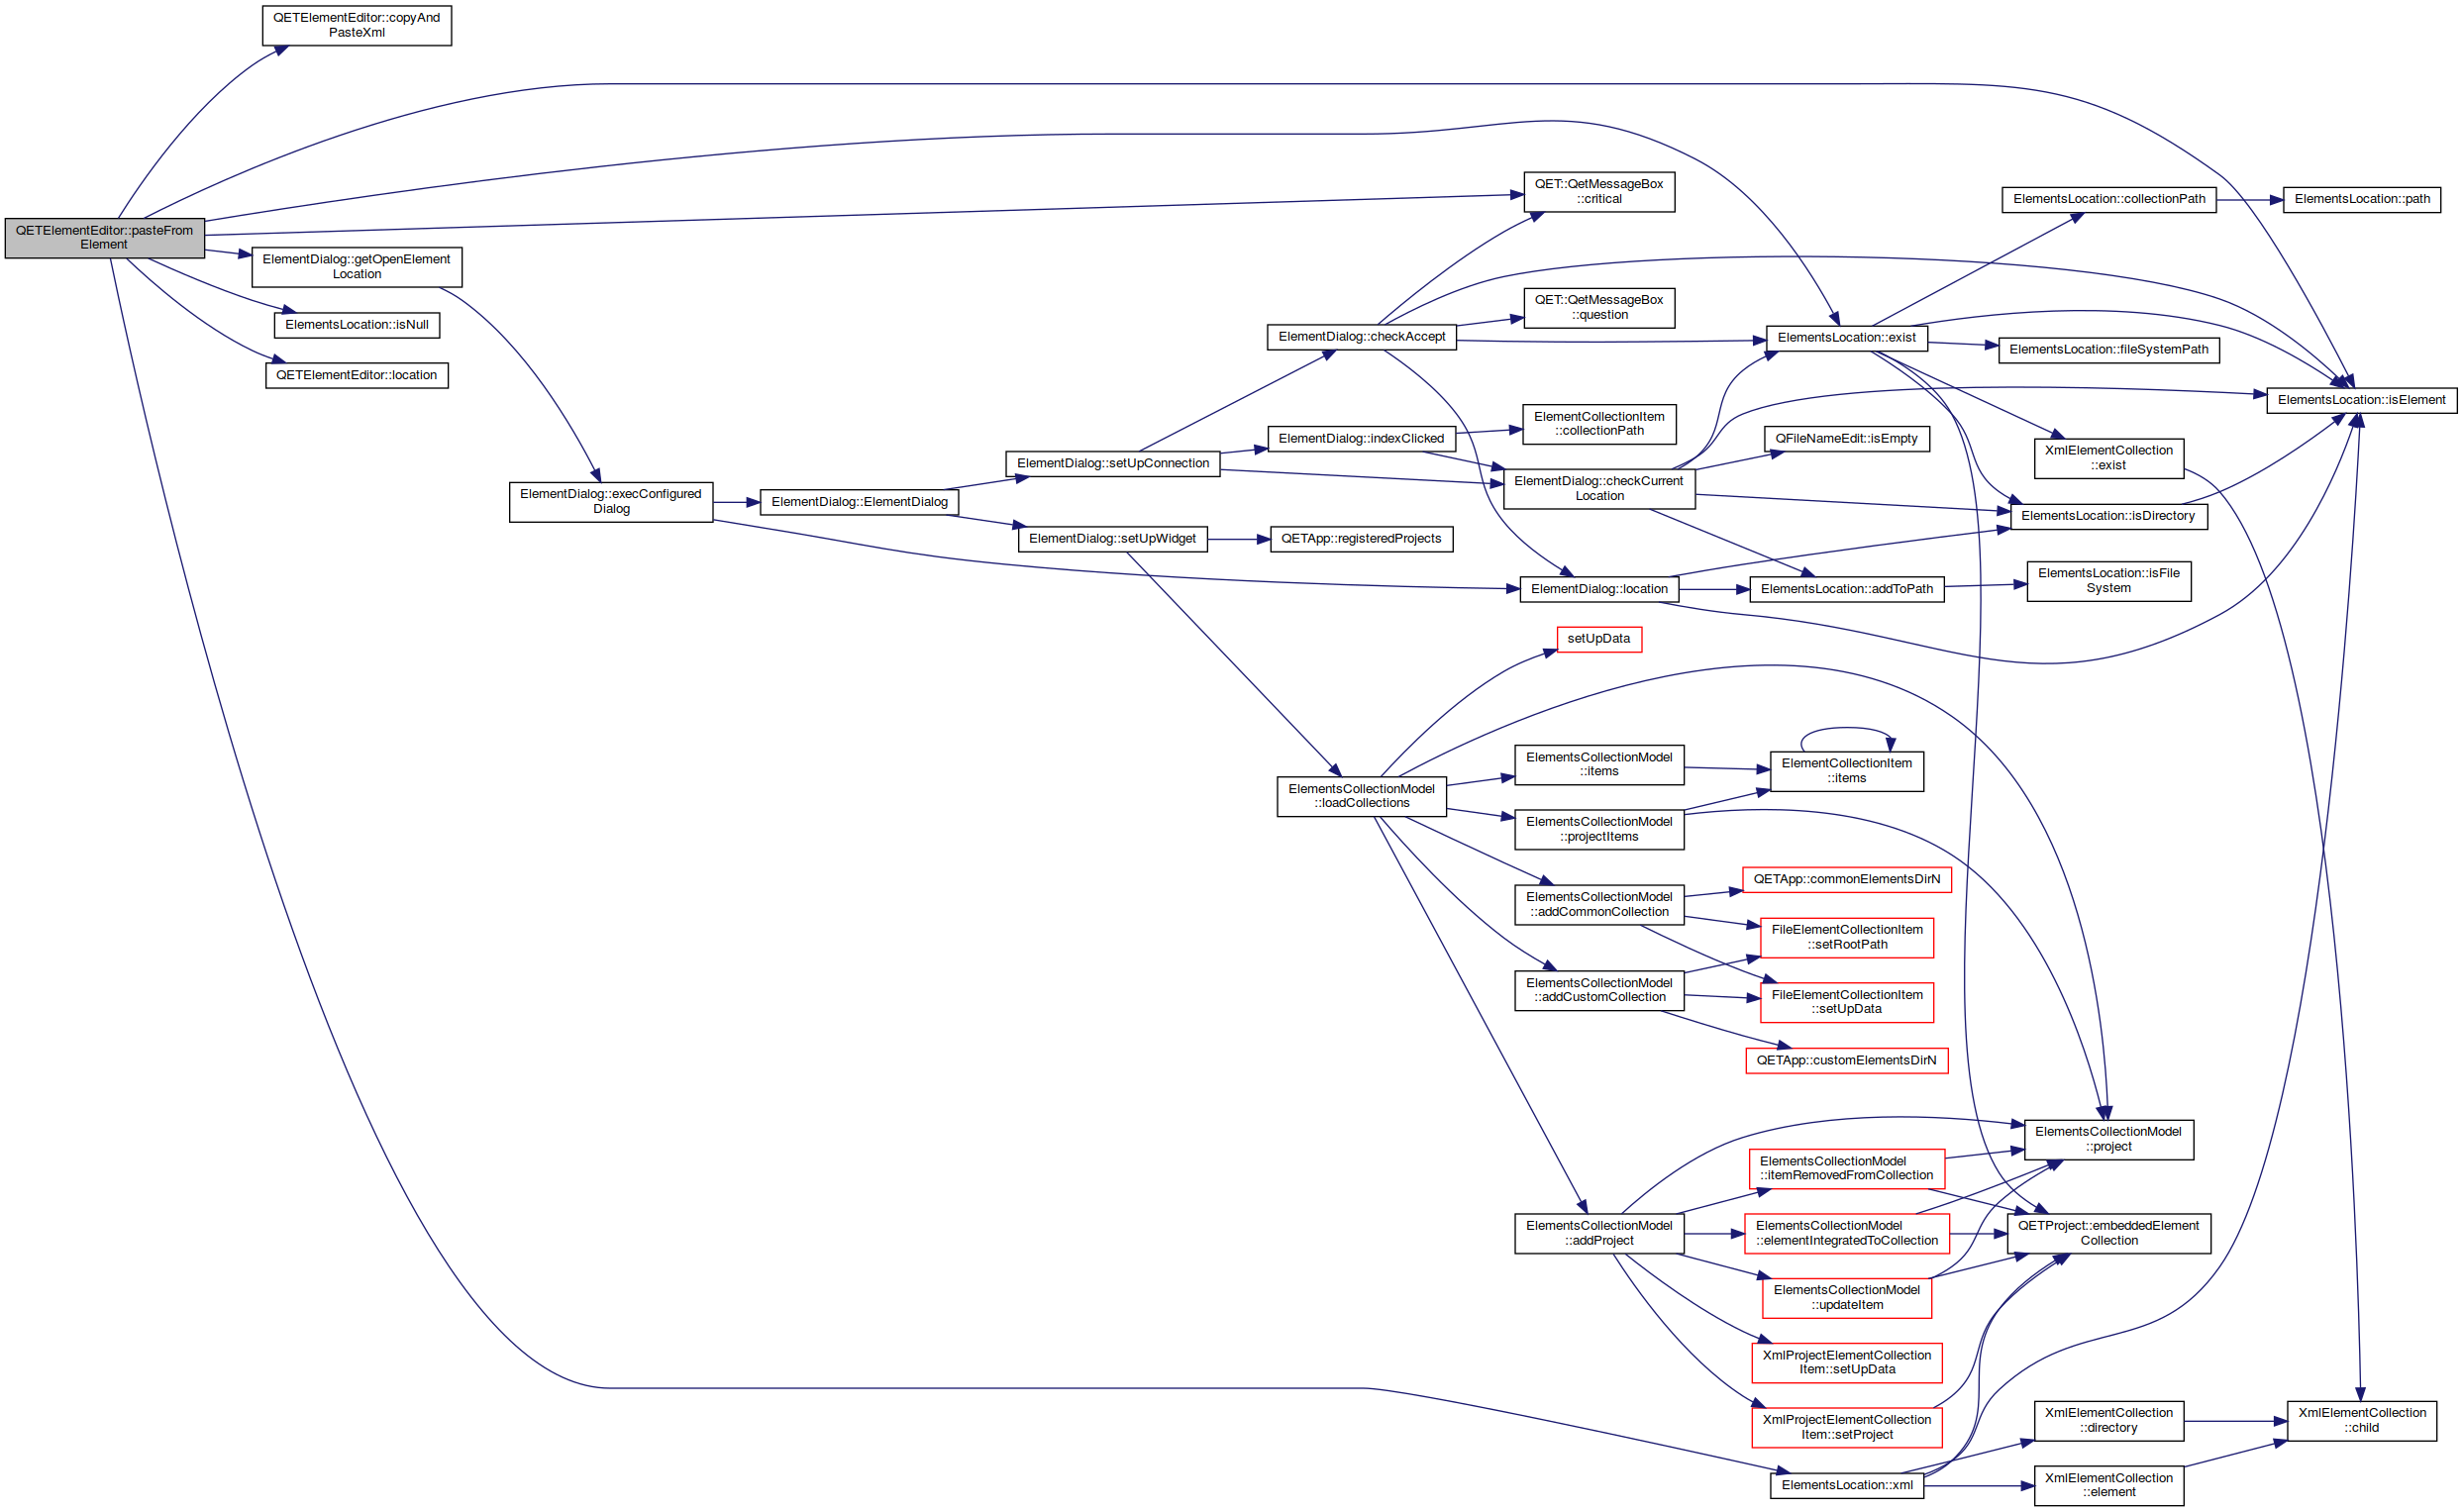 QETElementEditor::copyAnd
PasteXml
QETElementEditor::pasteFrom
Element
ElementDialog::getOpenElement
Location
ElementsLocation::isNull
QETElementEditor::location
ElementDialog::execConfigured
Dialog
ElementDialog::ElementDialog
ElementDialog::setUpConnection
ElementDialog::setUpWidget
ElementDialog::checkAccept
ElementDialog::indexClicked
QETApp::registeredProjects
ElementsCollectionModel
::loadCollections
QET::QetMessageBox
::critical
QET::QetMessageBox
::question
ElementCollectionItem
::collectionPath
ElementDialog::checkCurrent
Location
ElementDialog::location
setUpData
ElementsCollectionModel
::items
ElementsCollectionModel
::projectItems
ElementsCollectionModel
::addCommonCollection
ElementsCollectionModel
::addCustomCollection
ElementsCollectionModel
::addProject
ElementsLocation::exist
QFileNameEdit::isEmpty
ElementsLocation::addToPath
ElementCollectionItem
::items
QETApp::commonElementsDirN
FileElementCollectionItem
::setRootPath
FileElementCollectionItem
::setUpData
QETApp::customElementsDirN
ElementsCollectionModel
::itemRemovedFromCollection
ElementsCollectionModel
::elementIntegratedToCollection
ElementsCollectionModel
::updateItem
XmlProjectElementCollection
Item::setUpData
XmlProjectElementCollection
Item::setProject
ElementsLocation::xml
ElementsLocation::collectionPath
ElementsLocation::fileSystemPath
XmlElementCollection
::exist
ElementsLocation::isDirectory
ElementsLocation::isFile
System
ElementsCollectionModel
::project
QETProject::embeddedElement
Collection
XmlElementCollection
::directory
XmlElementCollection
::element
ElementsLocation::path
ElementsLocation::isElement
XmlElementCollection
::child